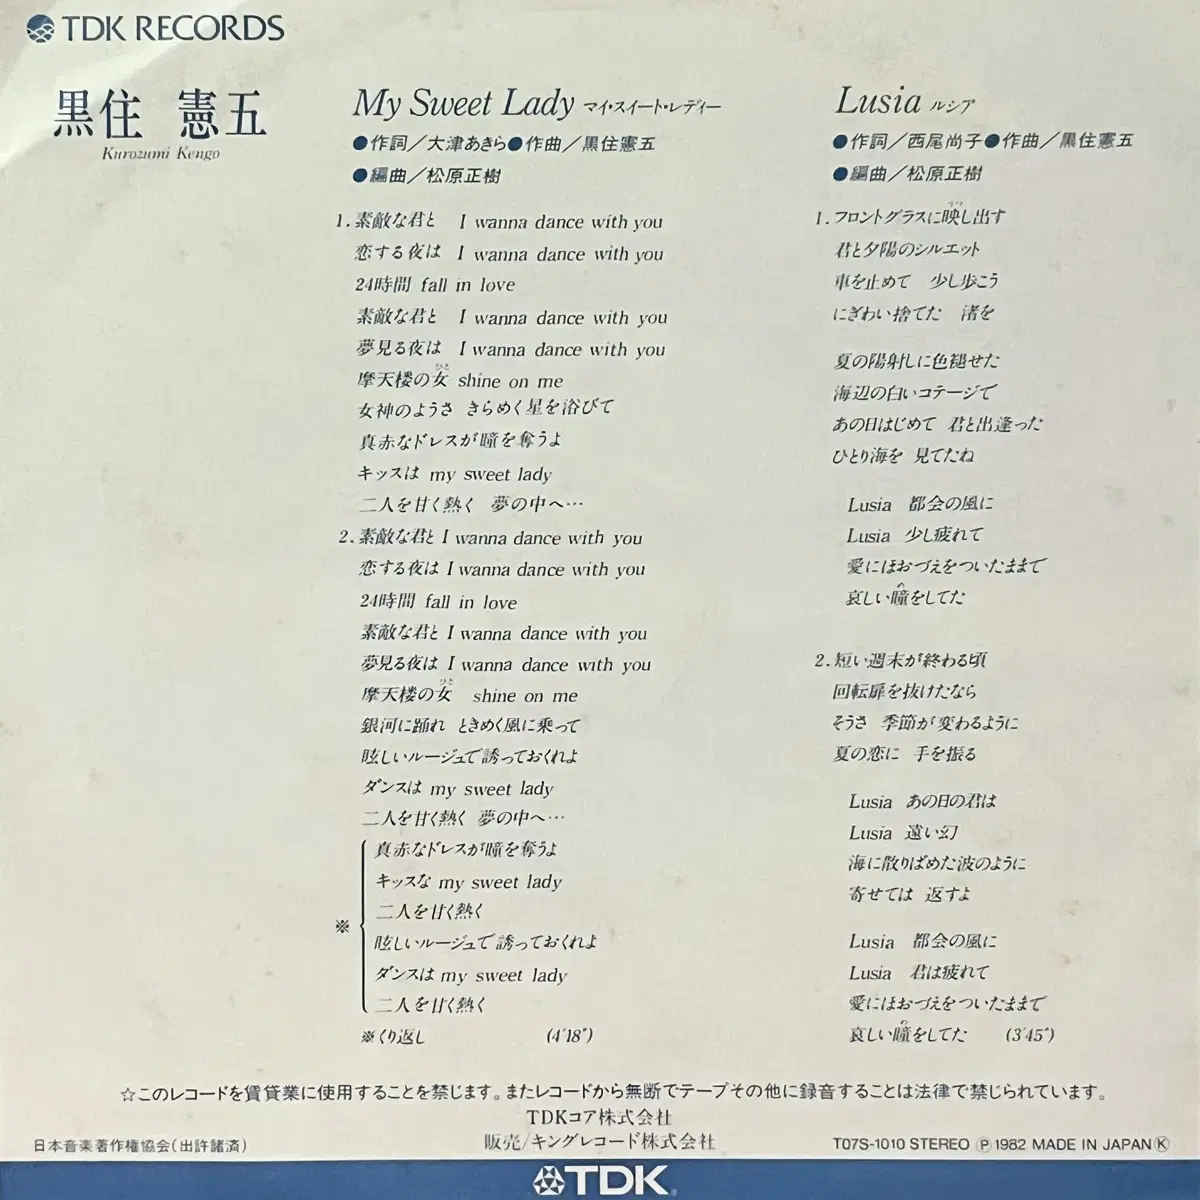 TDK RECORDS
黒住 憲五
Kurozumi Kengo
My Sweet Lady マイ・スイート・レディー
●作詞／大津あきら●作曲／黒住憲五
●編曲／松原正樹
1. 素敵な君と I wanna dance with you
恋する夜は I wanna dance with you
24時間 fall in love
素敵な君と I wanna dance with you
夢見る夜は I wanna dance with you
摩天楼の女 shine on me
女神のようさ きらめく星を浴びて
真赤なドレスが瞳を奪うよ
キッスは my sweet lady
二人を甘く熱く 夢の中へ…
2. 素敵な君と I wanna dance with you
恋する夜は I wanna dance with you
24時間 fall in love
素敵な君と I wanna dance with you
夢見る夜は I wanna dance with you
摩天楼の女 shine on me
銀河に踊れ ときめく風に乗って
眩しいルージュで誘っておくれよ
ダンスは my sweet lady
二人を甘く熱く 夢の中へ…
真赤なドレスが瞳を奪うよ
キッスな my sweet lady
二人を甘く熱く
※
眩しいルージュで誘っておくれよ
ダンスは my sweet lady
二人を甘く熱く
※くり返し (4'18")
Lusia ルシア
●作詞／西尾尚子●作曲／黒住憲五
●編曲／松原正樹
1. フロントグラスに映し出す
君と夕陽のシルエット
車を止めて 少し歩こう
にぎわい捨てた 渚を
夏の陽射しに色褪せた
海辺の白いコテージで
あの日はじめて 君と出逢った
ひとり海を 見てたね
Lusia 都会の風に
Lusia 少し疲れて
愛にほおづえをついたままで
哀しい瞳をしてた
2. 短い週末が終わる頃
回転扉を抜けたなら
そうさ 季節が変わるように
夏の恋に 手を振る
Lusia あの日の君は
Lusia 遠い幻
海に散りばめた波のように
寄せては 返すよ
Lusia 都会の風に
Lusia 君は疲れて
愛にほおづえをついたままで
哀しい瞳をしてた (3'45")
☆このレコードを賃貸業に使用することを禁じます。またレコードから無断でテープその他に録音することは法律で禁じられています。
TDKコア株式会社
日本音楽著作権協会(出許諸済)
販売/キングレコード株式会社
T07S-1010 STEREO Ⓟ1982 MADE IN JAPAN Ⓚ
TDK